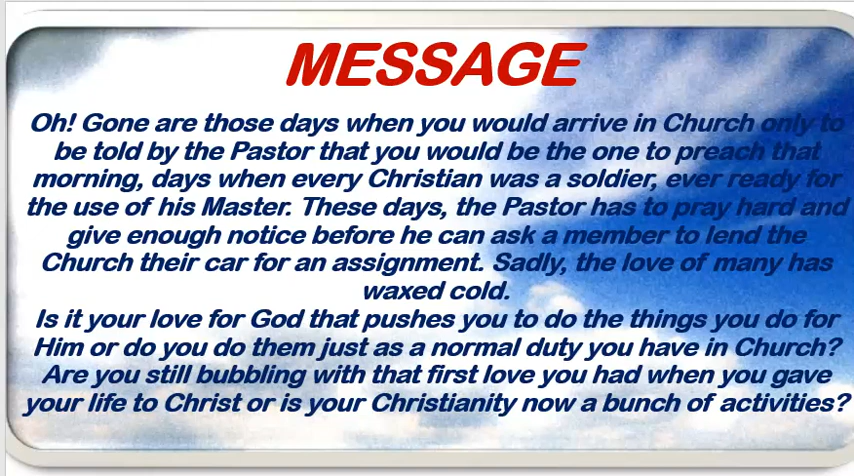 MESSAGE
Oh! Gone are those days when you would arrive in Church only to
be told by the Pastor that you would be the one to preach that
morning, days when every Christian was a soldier, ever ready for
the use of his Master. These days, the Pastor has to pray hard and
give enough notice before he can ask a member to lend the
Church their car for an assignment. Sadly, the love of many has
waxed cold.
Is it your love for God that pushes you to do the things you do for
Him or do you do them just as a normal duty you have in Church?
Are you still bubbling with that first love you had when you gave
your life to Christ or is your Christianity now a bunch of activities?